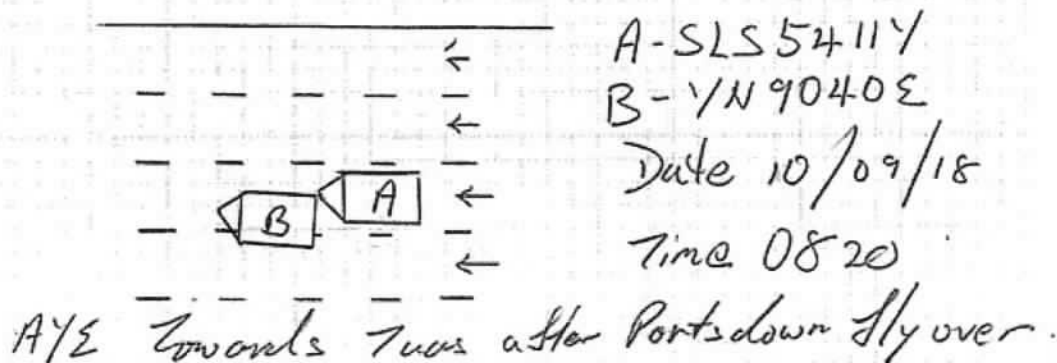 A - SLS5411Y
B - YN9040E
Date 10/09/18
B A
Time 0820
AYE Towards Tuas after Portsdown flyover.